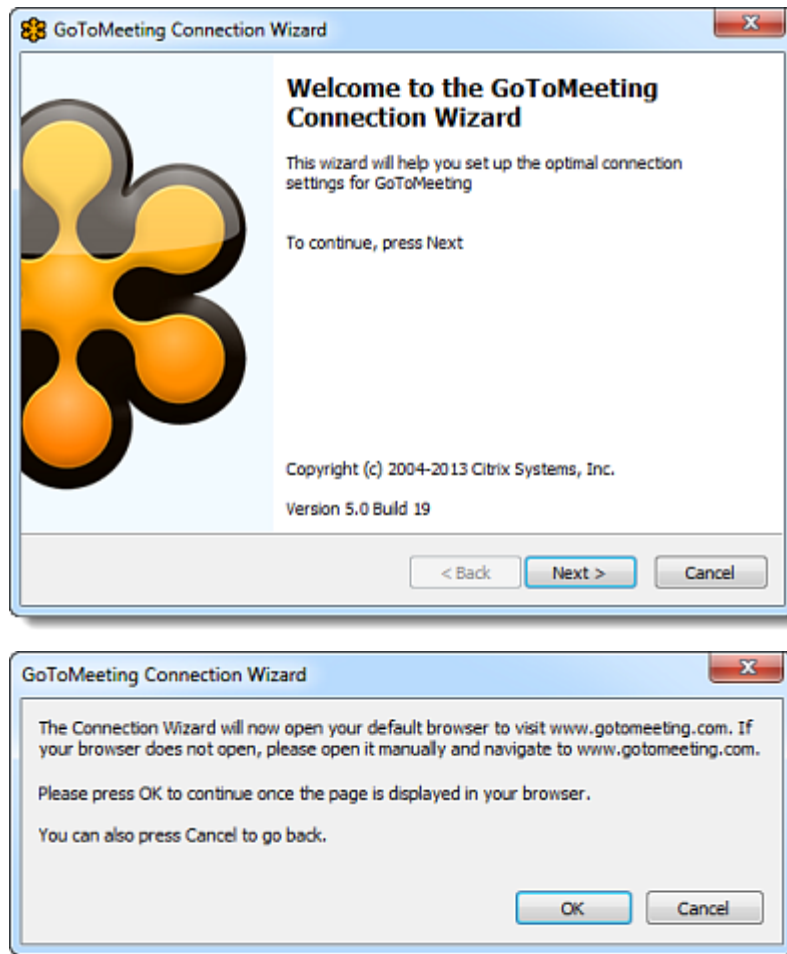 GoToMeeting Connection Wizard
Welcome to the GoToMeeting
Connection Wizard
This wizard will help you set up the optimal connection
settings for GoToMeeting
To continue, press Next
Copyright (c) 2004-2013 Citrix Systems, Inc.
Version 5.0 Build 19
< Back Next > Cancel
GoToMeeting Connection Wizard
The Connection Wizard will now open your default browser to visit www.gotomeeting.com. If
your browser does not open, please open it manually and navigate to www.gotomeeting.com.
Please press OK to continue once the page is displayed in your browser.
You can also press Cancel to go back.
OK Cancel